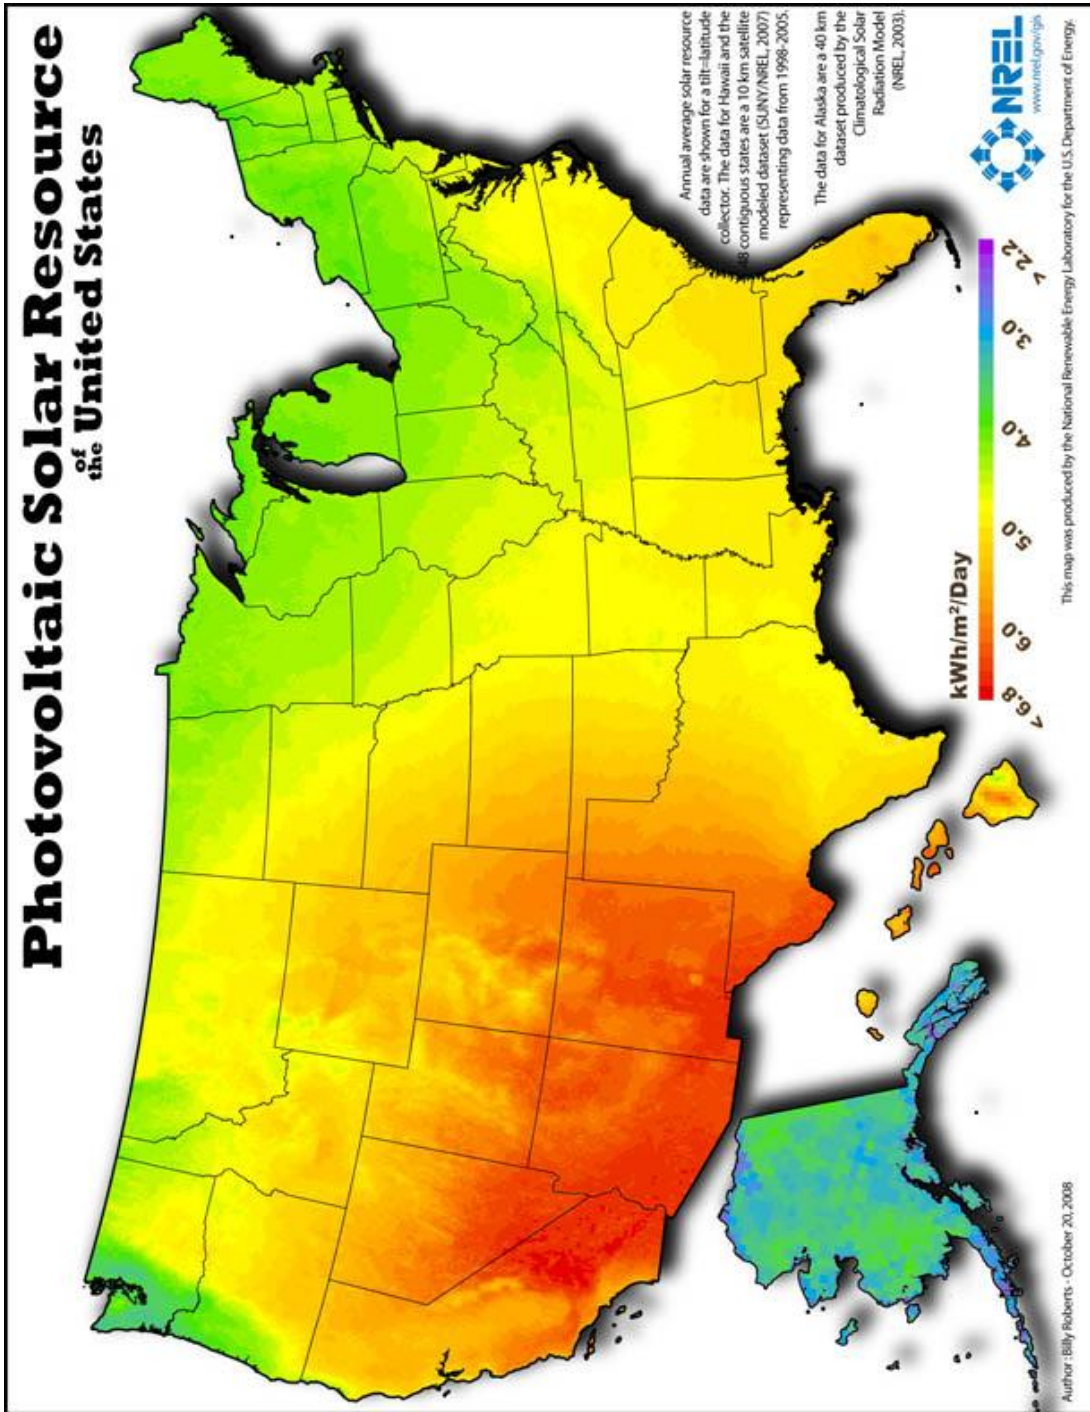 Photovoltaic Solar Resource
of
the United States
Annual average solar resource
data are shown for a tilt=latitude
collector. The data for Hawaii and the
48 contiguous states are a 10 km satellite
modeled dataset (SUNY/NREL, 2007)
representing data from 1998-2005.
The data for Alaska are a 40 km
dataset produced by the
Climatological Solar
Radiation Model
(NREL, 2003).
NREL
www.nrel.gov/gis
kWh/m²/Day
< 6.8
6.0
5.0
4.0
3.0
> 2.2
Author : Billy Roberts - October 20, 2008
This map was produced by the National Renewable Energy Laboratory for the U.S. Department of Energy.